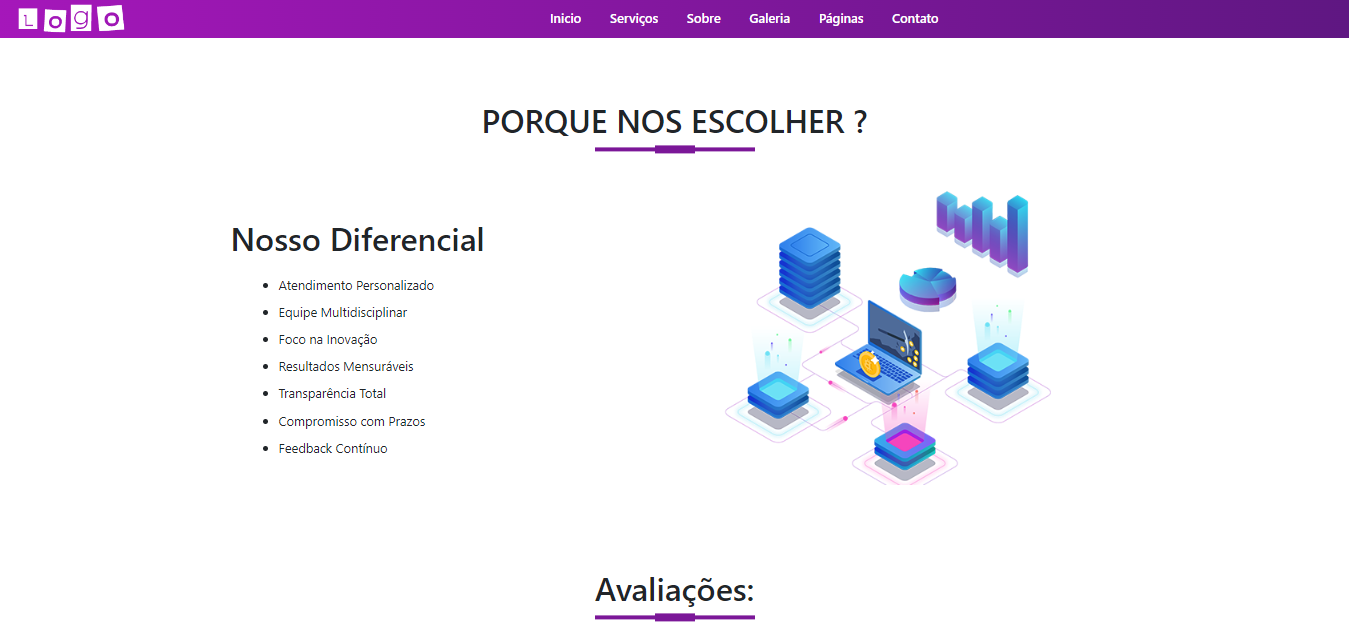 Logo
Inicio Serviços Sobre Galeria Páginas Contato
PORQUE NOS ESCOLHER ?
Nosso Diferencial
Atendimento Personalizado
Equipe Multidisciplinar
Foco na Inovação
Resultados Mensuráveis
Transparência Total
Compromisso com Prazos
Feedback Contínuo
Avaliações: